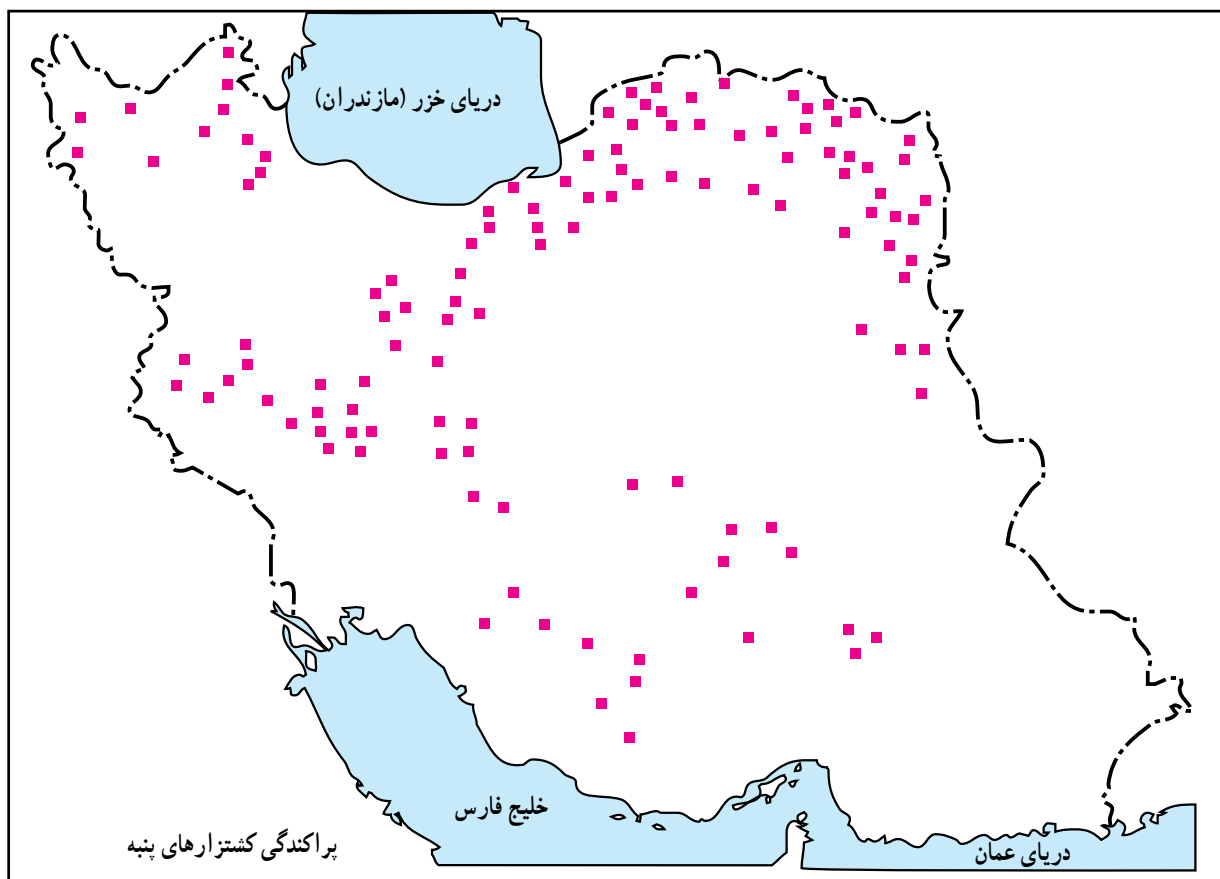 دریای خزر (مازندران)
خلیج فارس
دریای عمان
پراکندگی کشتزارهای پنبه